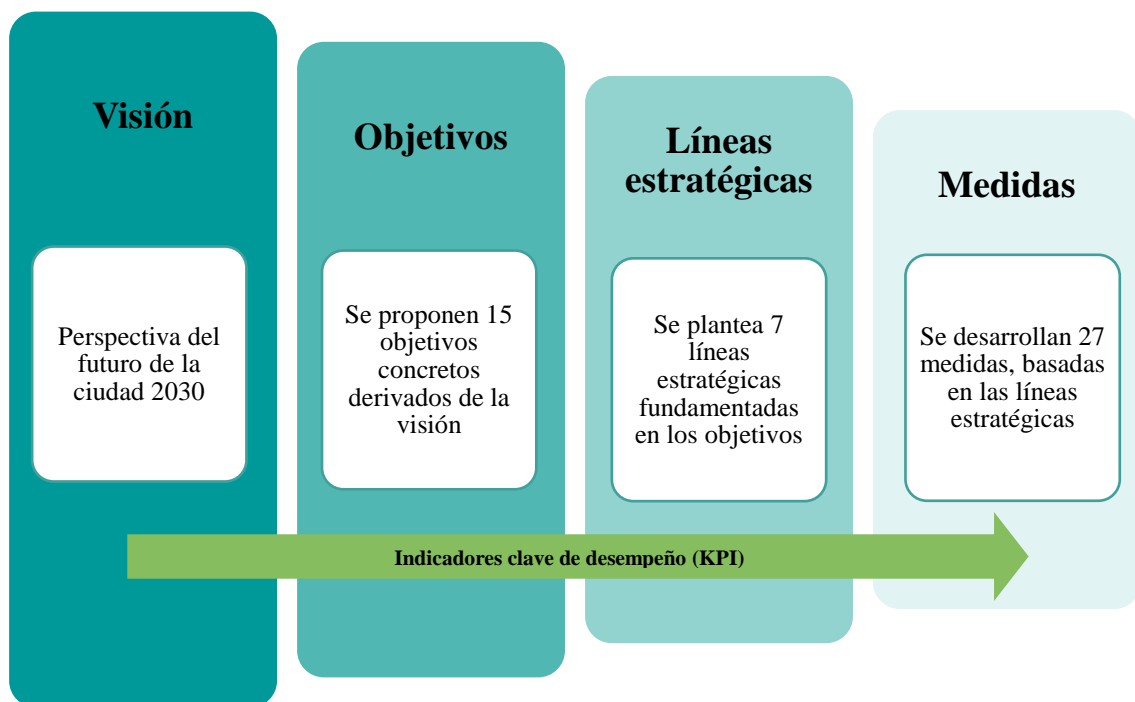 Visión
Perspectiva del
futuro de la
ciudad 2030
Objetivos
Se proponen 15
objetivos
concretos
derivados de la
visión
Líneas
estratégicas
Se plantea 7
líneas
estratégicas
fundamentadas
en los objetivos
Medidas
Se desarrollan 27
medidas, basadas
en las líneas
estratégicas
Indicadores clave de desempeño (KPI)